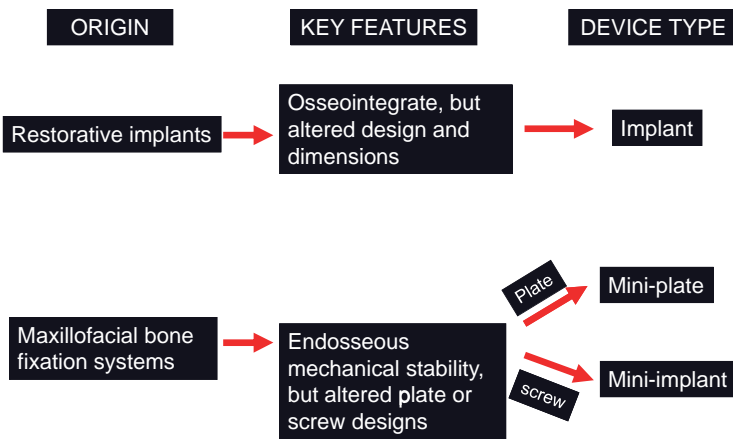 ORIGIN
KEY FEATURES
DEVICE TYPE
Restorative implants
Osseointegrate, but
altered design and
dimensions
Implant
Maxillofacial bone
fixation systems
Endosseous
mechanical stability,
but altered plate or
screw designs
Plate
Mini-plate
screw
Mini-implant